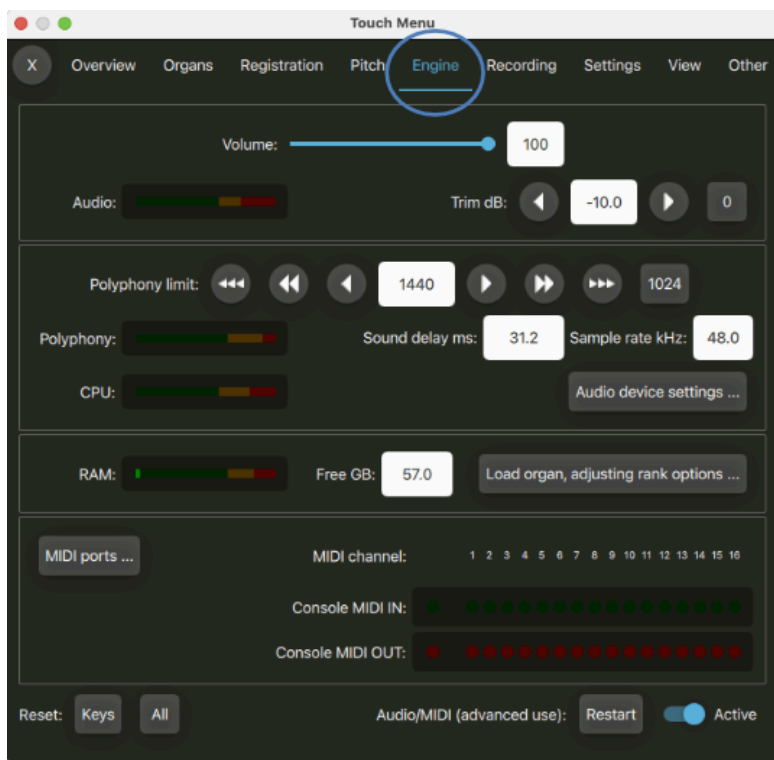 Touch Menu
X Overview Organs Registration Pitch Engine Recording Settings View Other
Volume: 100
Audio: Trim dB: -10.0 0
Polyphony limit: 1440 1024
Polyphony: Sound delay ms: 31.2 Sample rate kHz: 48.0
CPU: Audio device settings ...
RAM: Free GB: 57.0 Load organ, adjusting rank options ...
MIDI ports ... MIDI channel: 1 2 3 4 5 6 7 8 9 10 11 12 13 14 15 16
Console MIDI IN:
Console MIDI OUT:
Reset: Keys All Audio/MIDI (advanced use): Restart Active